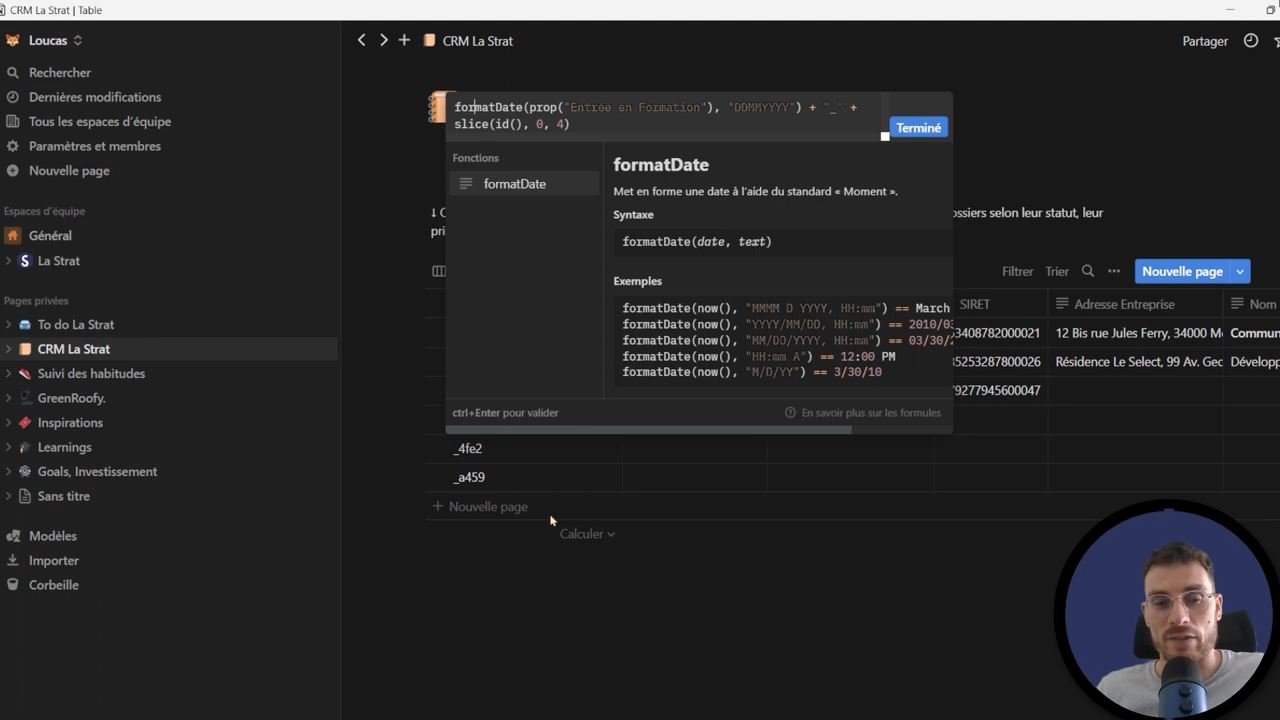 CRM La Strat | Table
Loucas
Rechercher
Dernières modifications
Tous les espaces d'équipe
Paramètres et membres
Nouvelle page
Espaces d'équipe
Général
La Strat
Pages privées
To do La Strat
CRM La Strat
Suivi des habitudes
GreenRoofy.
Inspirations
Learnings
Goals, Investissement
Sans titre
Modèles
Importer
Corbeille
CRM La Strat
Partager
formatDate(prop("Entrée en Formation"), "DDMMYYYY") + "_" +
slice(id(), 0, 4)
Terminé
Fonctions
formatDate
formatDate
Met en forme une date à l'aide du standard « Moment ».
Syntaxe
formatDate(date, text)
Exemples
formatDate(now(), "MMMM D YYYY, HH:mm") == March
formatDate(now(), "YYYY/MM/DD, HH:mm") == 2010/03
formatDate(now(), "MM/DD/YYYY, HH:mm") == 03/30/
formatDate(now(), "HH:mm A") == 12:00 PM
formatDate(now(), "M/D/YY") == 3/30/10
ctrl+Enter pour valider
En savoir plus sur les formules
ossiers selon leur statut, leur
pri
Filtrer Trier
Nouvelle page
SIRET Adresse Entreprise Nom
3408782000021 12 Bis rue Jules Ferry, 34000 M Commun
35253287800026 Résidence Le Select, 99 Av. Geo Développ
79277945600047
_4fe2
_a459
Nouvelle page
Calculer